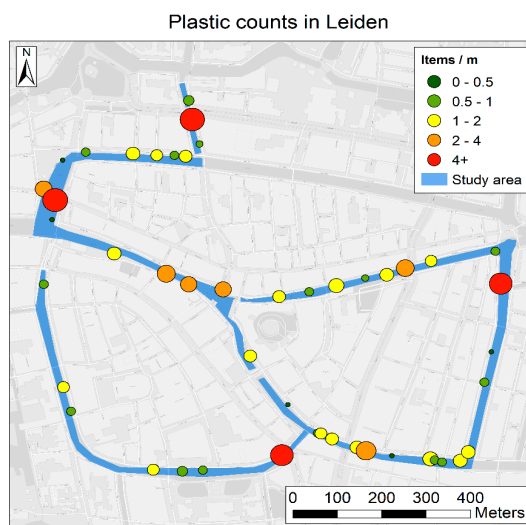 Plastic counts in Leiden
N
Items / m
0 - 0.5
0.5 - 1
1 - 2
2 - 4
4+
Study area
0 100 200 300 400
Meters